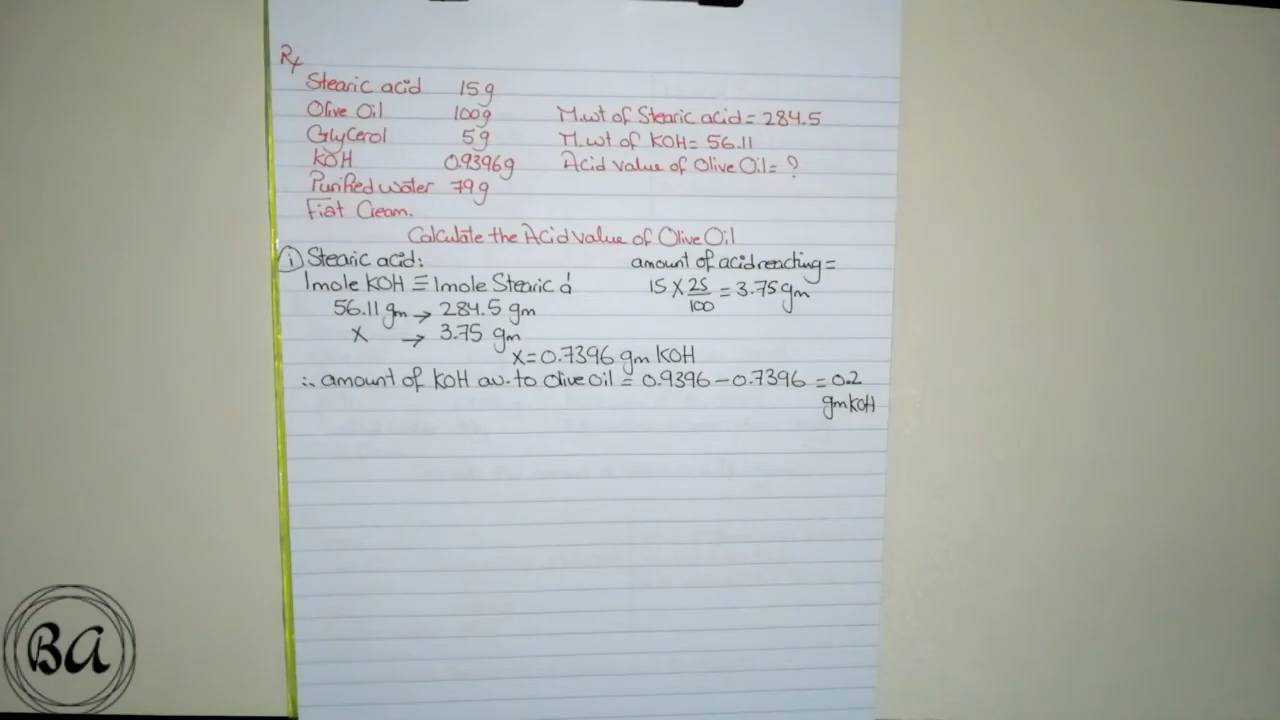 Rx
Stearic acid 15g
Olive Oil 100g M.wt of Stearic acid = 284.5
Glycerol 5g M.wt of KOH = 56.11
KOH 0.9396g Acid value of Olive Oil = ?
Purified water 79g
Fiat Cream.
Calculate the Acid Value of Olive Oil
i Stearic acid: amount of acid reacting =
1mole KOH ≡ 1mole Stearic a 15 × 25/100 = 3.75 gm
56.11 gm → 284.5 gm
x → 3.75 gm
x = 0.7396 gm KOH
∴ amount of KOH av. to Olive oil = 0.9396 - 0.7396 = 0.2
gm KOH
BA